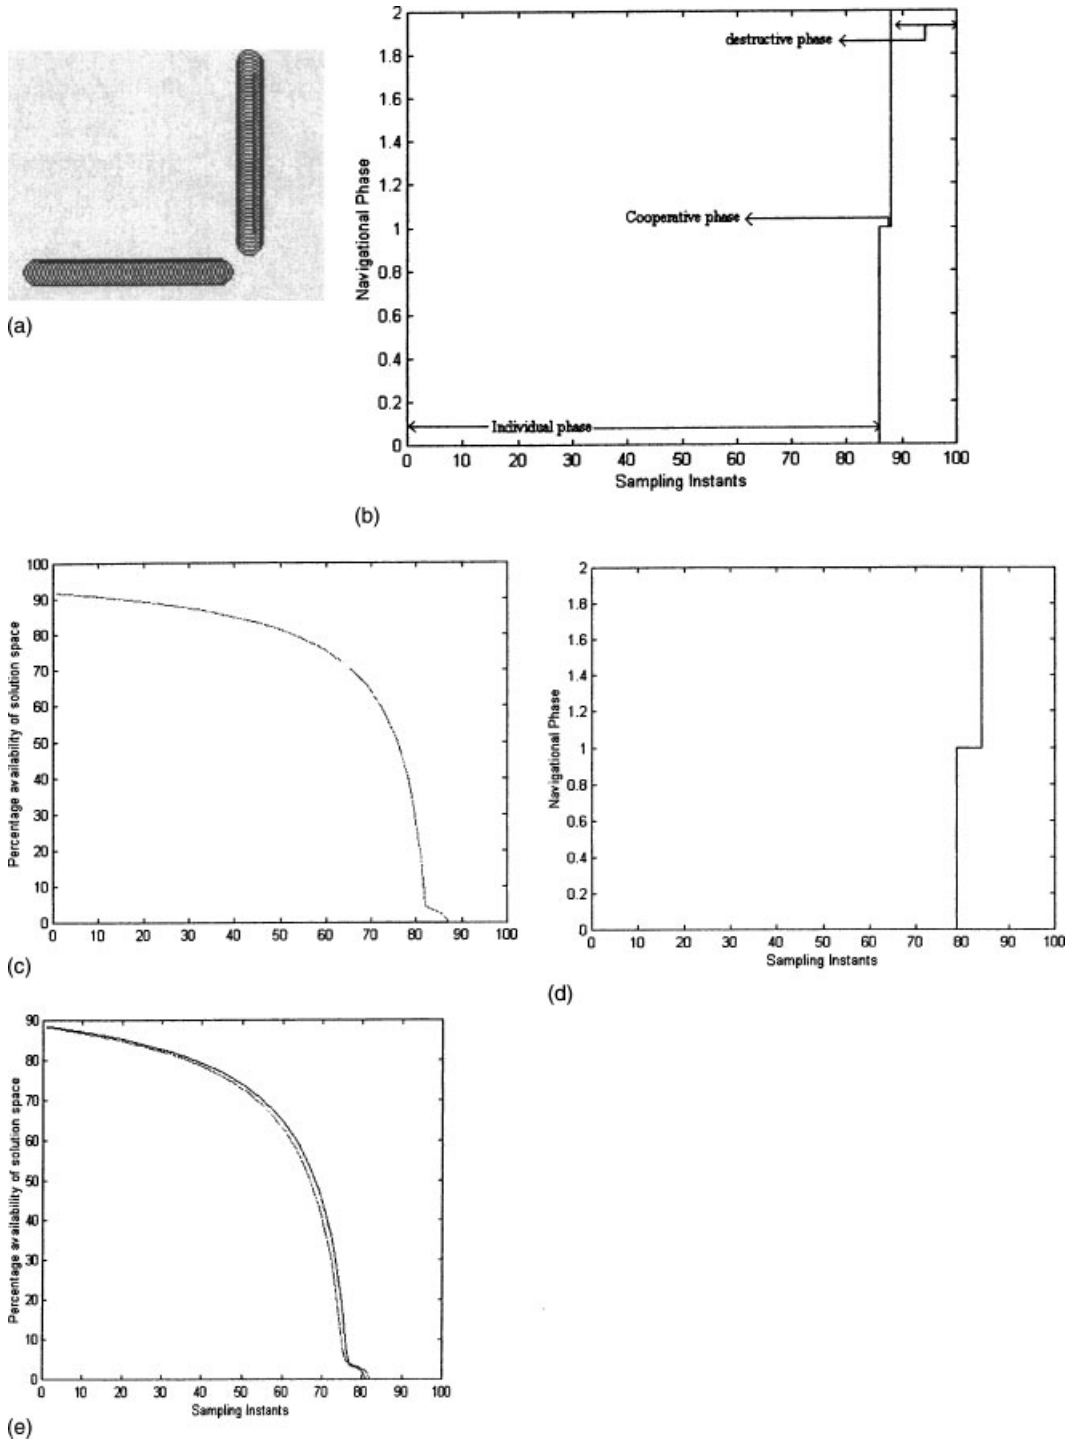 (a)
2
1.8
1.6
1.4
1.2
1
0.8
0.6
0.4
0.2
0
Navigational Phase
destructive phase
Cooperative phase
Individual phase
0 10 20 30 40 50 60 70 80 90 100
Sampling Instants
(b)
100
90
80
70
60
50
40
30
20
10
0
Percentage availability of solution space
0 10 20 30 40 50 60 70 80 90 100
Sampling Instants
(c)
2
1.8
1.6
1.4
1.2
1
0.8
0.6
0.4
0.2
0
Navigational Phase
0 10 20 30 40 50 60 70 80 90 100
Sampling Instants
(d)
90
80
70
60
50
40
30
20
10
0
Percentage availability of solution space
0 10 20 30 40 50 60 70 80 90 100
Sampling Instants
(e)